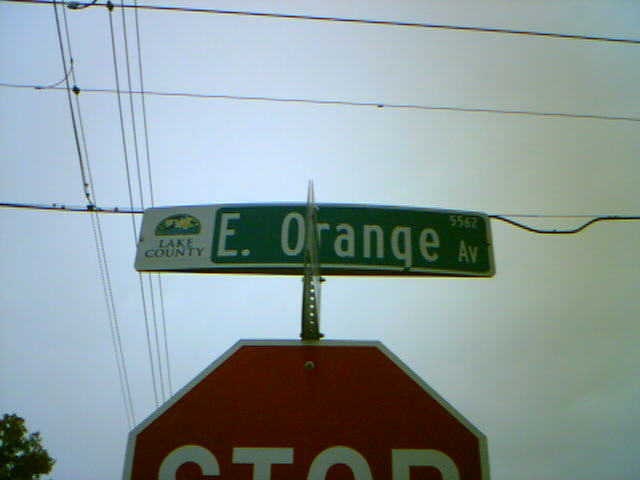 LAKE
COUNTY
E. Orange Av
5562
STOP